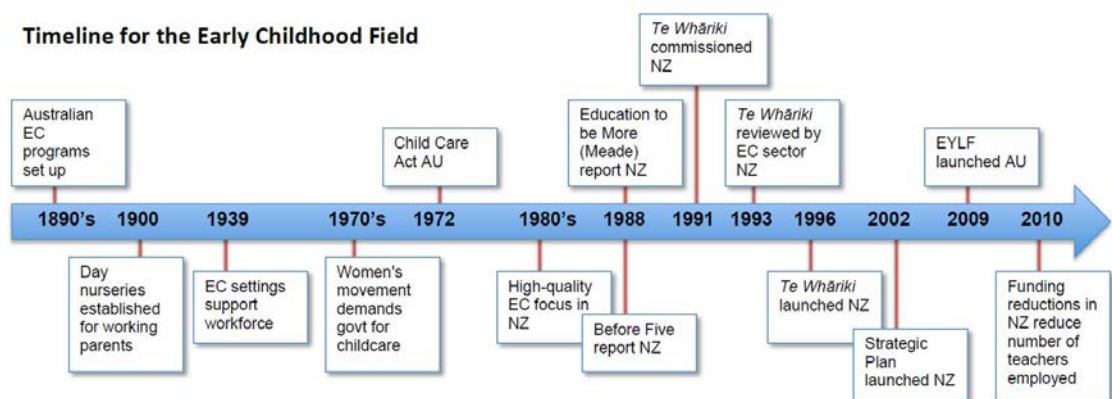 Timeline for the Early Childhood Field
Te Whāriki
commissioned
NZ
Australian
EC
programs
set up
Child Care
Act AU
Education to
be More
(Meade)
report NZ
Te Whāriki
reviewed by
EC sector
NZ
EYLF
launched AU
1890's 1900 1939 1970's 1972 1980's 1988 1991 1993 1996 2002 2009 2010
Day
nurseries
established
for working
parents
EC settings
support
workforce
Women's
movement
demands
govt for
childcare
High-quality
EC focus in
NZ
Before Five
report NZ
Te Whāriki
launched NZ
Strategic
Plan
launched NZ
Funding
reductions in
NZ reduce
number of
teachers
employed